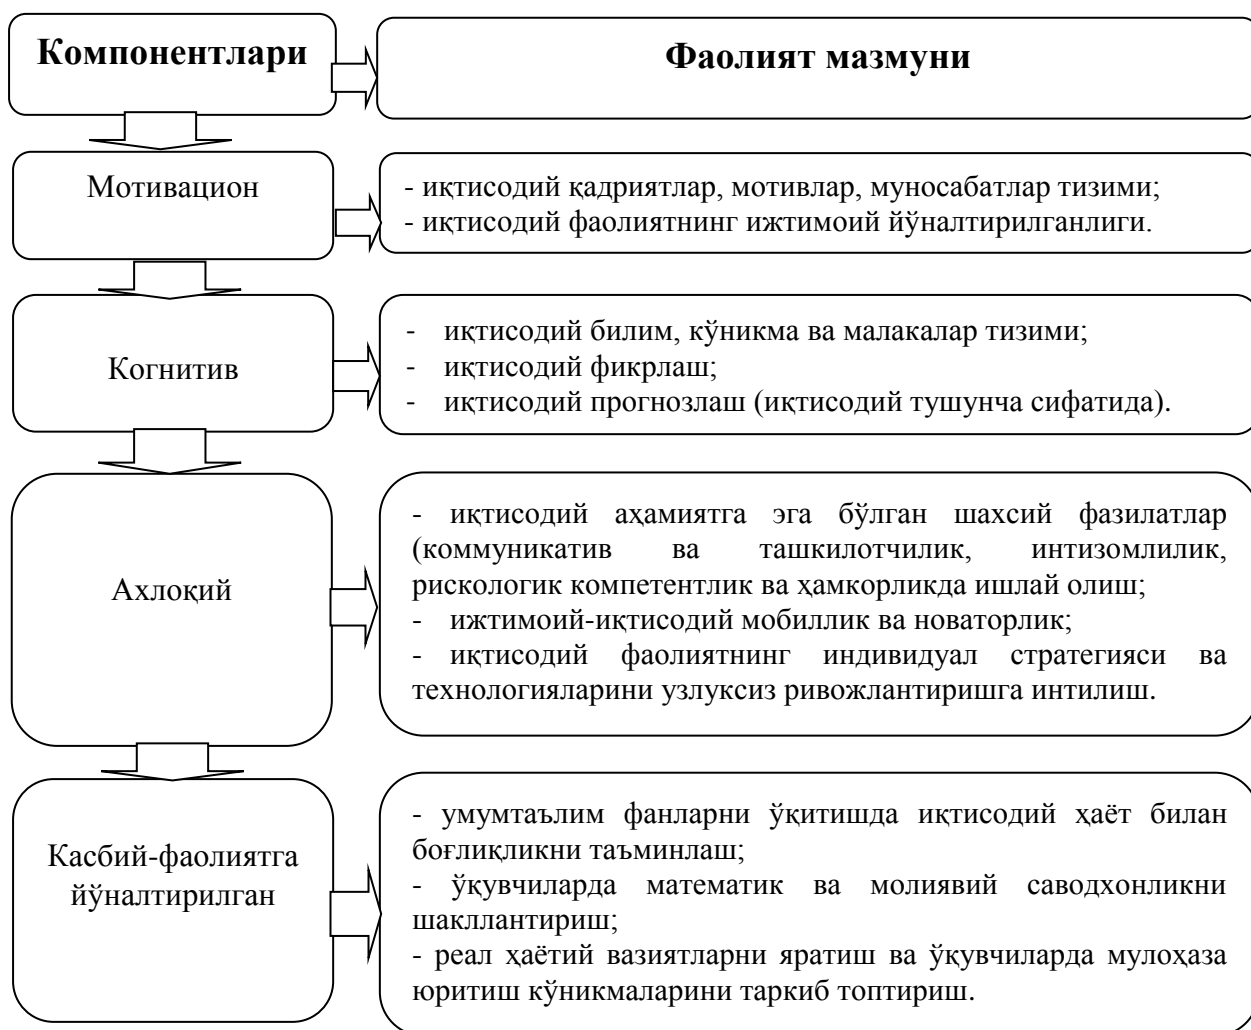 Компонентлари
Фаолият мазмуни
Мотивацион
- иқтисодий қадриятлар, мотивлар, муносабатлар тизими;
- иқтисодий фаолиятнинг ижтимоий йўналтирилганлиги.
Когнитив
- иқтисодий билим, кўникма ва малакалар тизими;
- иқтисодий фикрлаш;
- иқтисодий прогнозлаш (иқтисодий тушунча сифатида).
Ахлоқий
- иқтисодий аҳамиятга эга бўлган шахсий фазилатлар
(коммуникатив ва ташкилотчилик, интизомлилик,
рискологик компетентлик ва ҳамкорликда ишлай олиш;
- ижтимоий-иқтисодий мобиллик ва новаторлик;
- иқтисодий фаолиятнинг индивидуал стратегияси ва
технологияларини узлуксиз ривожлантиришга интилиш.
Касбий-фаолиятга
йўналтирилган
- умумтаълим фанларни ўқитишда иқтисодий ҳаёт билан
боғлиқликни таъминлаш;
- ўқувчиларда математик ва молиявий саводхонликни
шакллантириш;
- реал ҳаётий вазиятларни яратиш ва ўқувчиларда мулоҳаза
юритиш кўникмаларини таркиб топтириш.